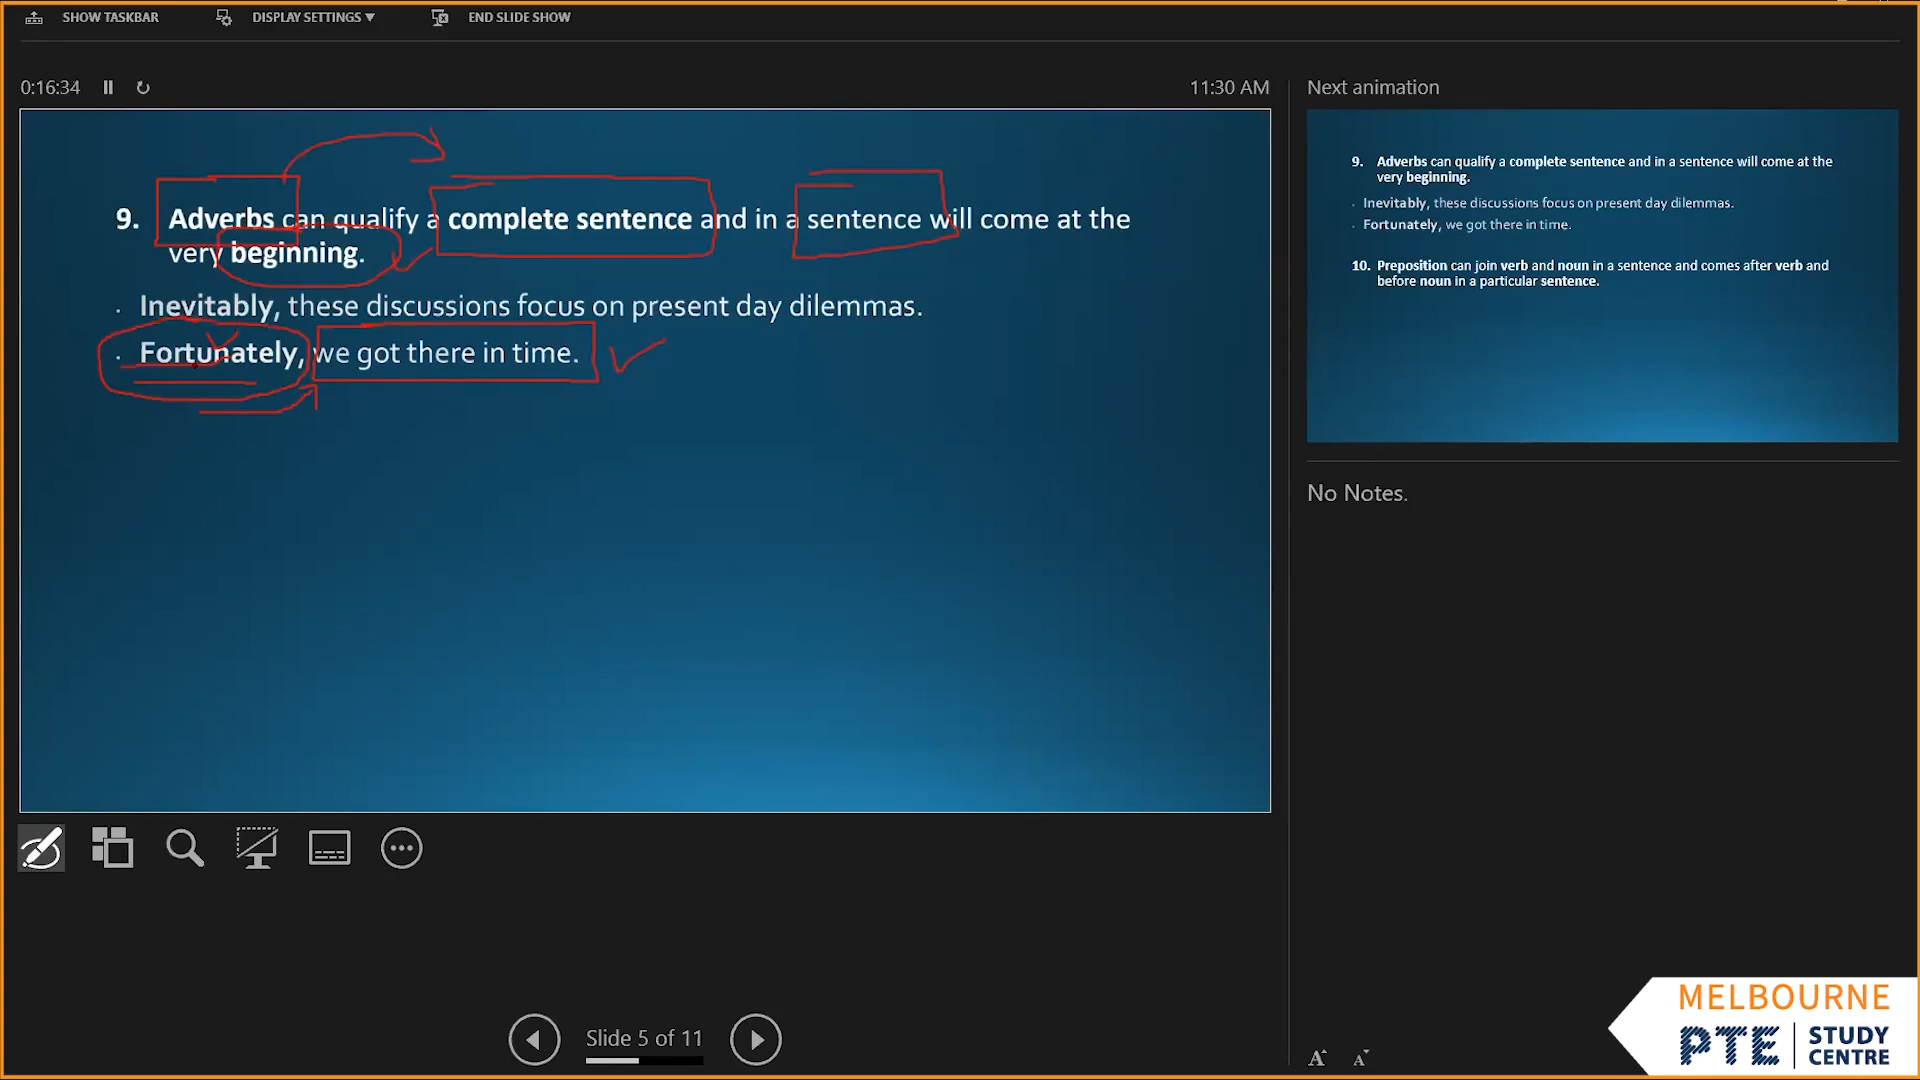 SHOW TASKBAR DISPLAY SETTINGS ▼ END SLIDE SHOW
0:16:34 11:30 AM Next animation
9. Adverbs can qualify a complete sentence and in a sentence will come at the
very beginning.
Inevitably, these discussions focus on present day dilemmas.
Fortunately, we got there in time.
9. Adverbs can qualify a complete sentence and in a sentence will come at the
very beginning.
Inevitably, these discussions focus on present day dilemmas.
Fortunately, we got there in time.
10. Preposition can join verb and noun in a sentence and comes after verb and
before noun in a particular sentence.
No Notes.
Slide 5 of 11
A A
MELBOURNE
PTE STUDY
CENTRE